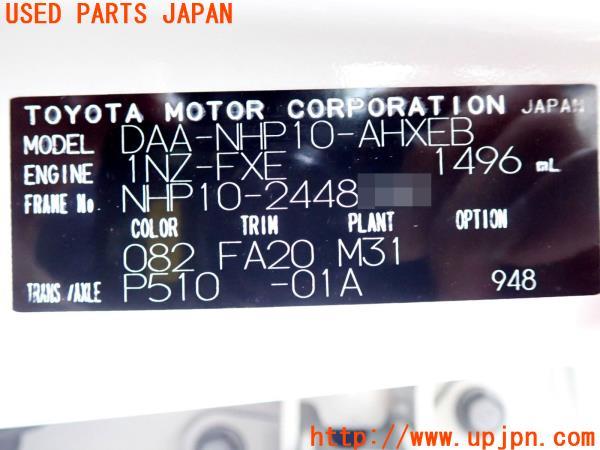 USED PARTS JAPAN
TOYOTA MOTOR CORPORATION JAPAN
MODEL DAA-NHP10-AHXEB
ENGINE 1NZ-FXE 1496 mL
FRAME No NHP10-2448
COLOR TRIM PLANT OPTION
082 FA20 M31
TRANS./AXLE P510 -01A 948
http://www.upjpn.com